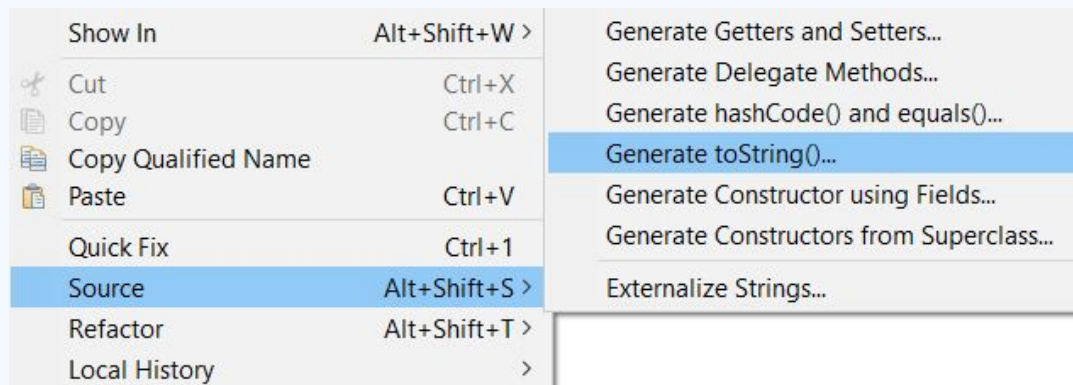 Show In Alt+Shift+W >
Cut Ctrl+X
Copy Ctrl+C
Copy Qualified Name
Paste Ctrl+V
Quick Fix Ctrl+1
Source Alt+Shift+S >
Refactor Alt+Shift+T >
Local History >
Generate Getters and Setters...
Generate Delegate Methods...
Generate hashCode() and equals()...
Generate toString()...
Generate Constructor using Fields...
Generate Constructors from Superclass...
Externalize Strings...